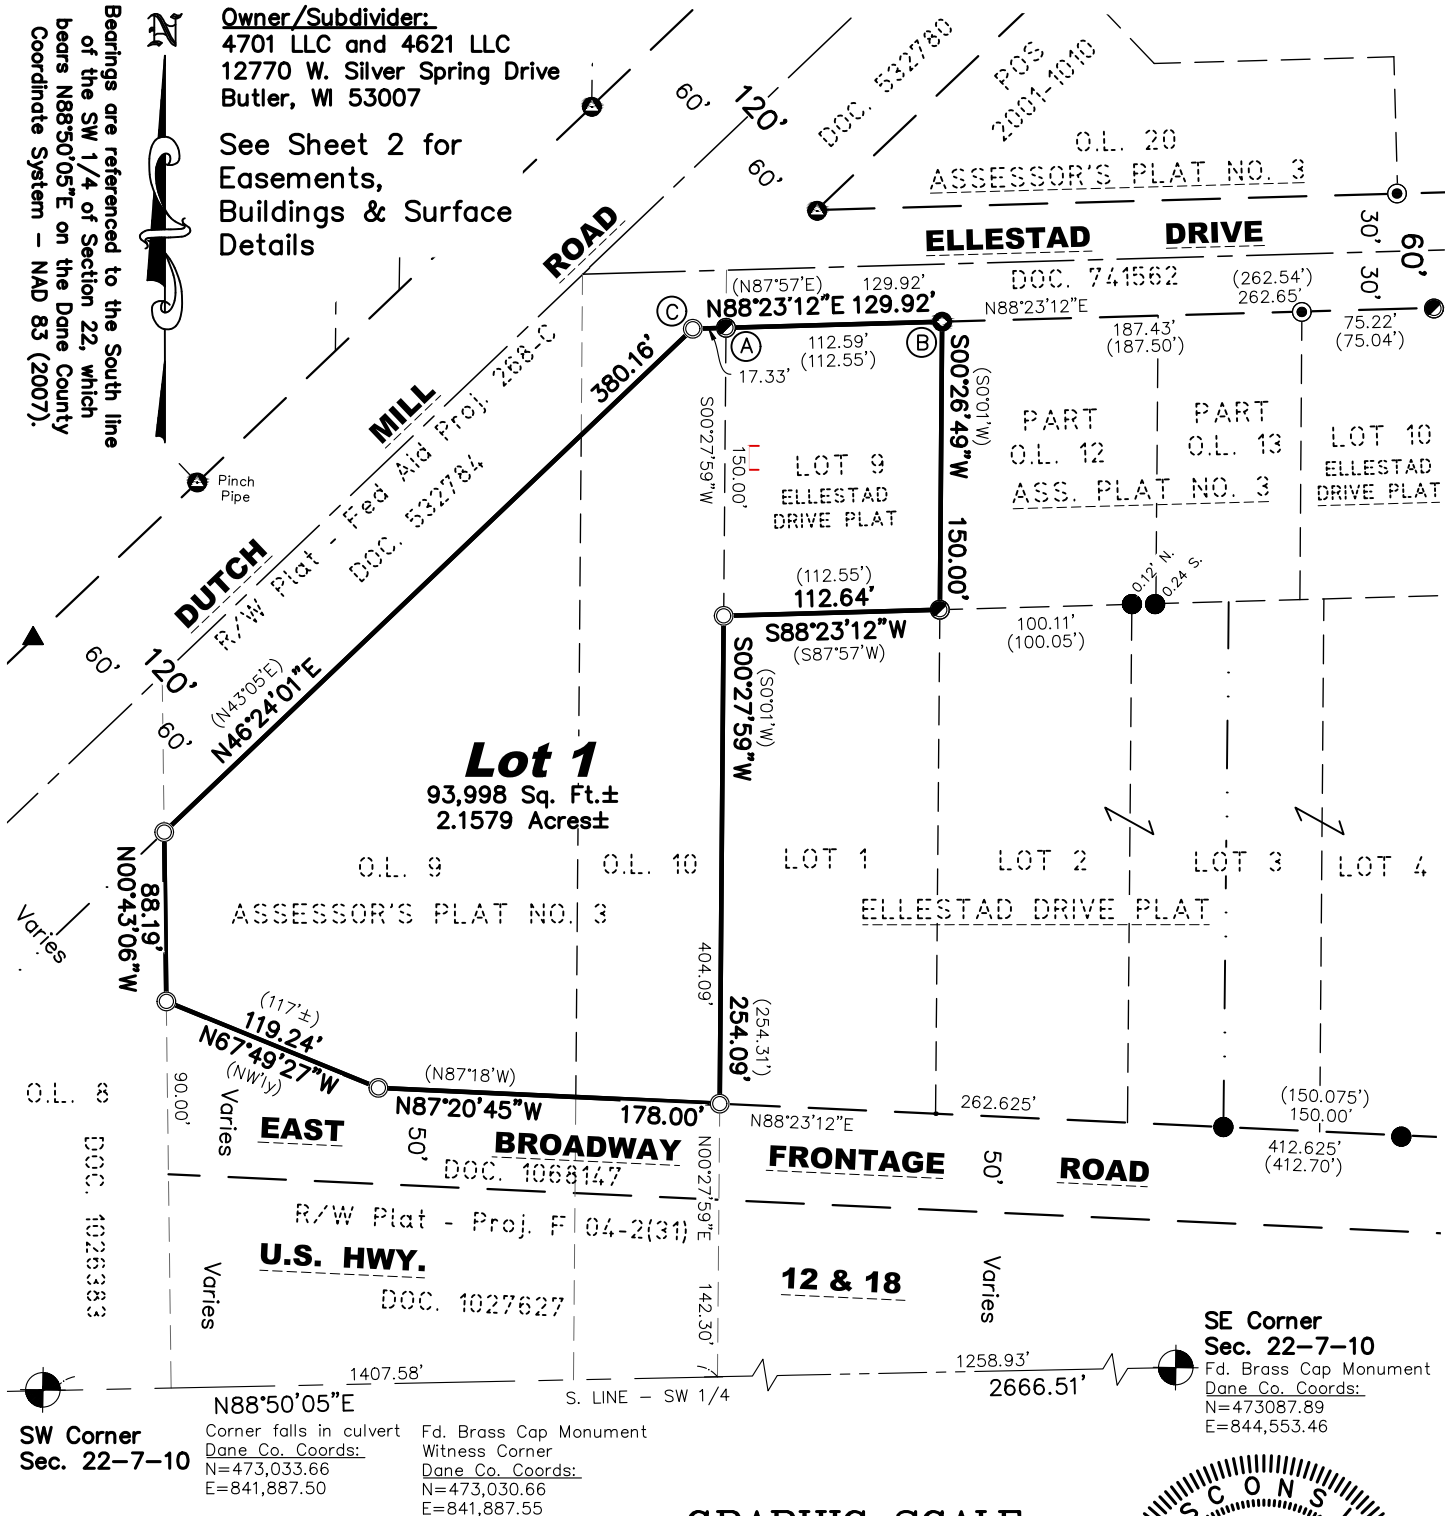 Bearings are referenced to the South line
of the SW 1/4 of Section 22, which
bears N88°50'05"E on the Dane County
Coordinate System – NAD 83 (2007).
N
Owner/Subdivider:
4701 LLC and 4621 LLC
12770 W. Silver Spring Drive
Butler, WI 53007
See Sheet 2 for
Easements,
Buildings & Surface
Details
60'
120'
60'
DOC. 532780
POS
2001-1010
O.L. 20
ASSESSOR'S PLAT NO. 3
ELLESTAD DRIVE
30'
60'
30'
DOC. 741562
(N87°57'E) 129.92'
N88°23'12"E 129.92'
N88°23'12"E
(262.54')
262.65'
C
A
B
112.59'
(112.55')
17.33'
187.43'
(187.50')
75.22'
(75.04')
DUTCH MILL ROAD
R/W Plat - Fed Aid Proj. 268-C
DOC. 532784
380.16'
(N43°05'E)
N46°24'01"E
Pinch
Pipe
60'
120'
60'
S00°27'59"W
150.00'
LOT 9
ELLESTAD
DRIVE PLAT
S00°26'49"W 150.00'
(S0°01'W)
PART
O.L. 12
PART
O.L. 13
ASS. PLAT NO. 3
LOT 10
ELLESTAD
DRIVE PLAT
(112.55')
112.64'
S88°23'12"W
(S87°57'W)
0.12' N.
0.24 S.
100.11'
(100.05')
S00°27'59"W
(S0°01'W)
Lot 1
93,998 Sq. Ft.±
2.1579 Acres±
O.L. 9
O.L. 10
ASSESSOR'S PLAT NO. 3
LOT 1
LOT 2
LOT 3
LOT 4
ELLESTAD DRIVE PLAT
88.19'
N00°43'06"W
Varies
404.09'
254.09'
(254.31')
(117'±)
119.24'
N67°49'27"W
(NW'ly)
(N87°18'W)
N87°20'45"W
178.00'
N88°23'12"E
262.625'
(150.075')
150.00'
412.625'
(412.70')
O.L. 8
DOC. 1026383
90.00'
Varies
EAST BROADWAY FRONTAGE ROAD
50'
50'
DOC. 1068147
N00°27'59"E
142.30'
R/W Plat - Proj. F 04-2(31)
U.S. HWY. 12 & 18
DOC. 1027627
Varies
Varies
1407.58'
N88°50'05"E
S. LINE – SW 1/4
1258.93'
2666.51'
SE Corner
Sec. 22-7-10
Fd. Brass Cap Monument
Dane Co. Coords:
N=473087.89
E=844,553.46
SW Corner
Sec. 22-7-10
Corner falls in culvert
Dane Co. Coords:
N=473,033.66
E=841,887.50
Fd. Brass Cap Monument
Witness Corner
Dane Co. Coords:
N=473,030.66
E=841,887.55
GRAPHIC SCALE
SCONS